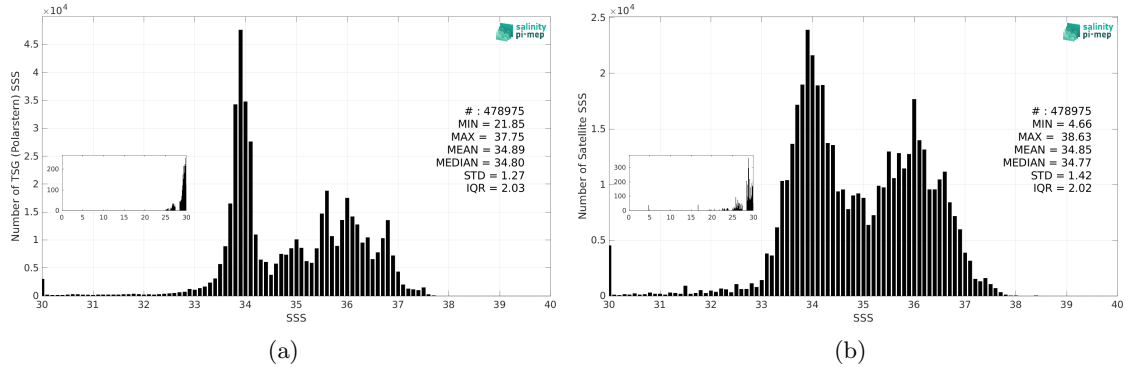 ×10⁴
salinity
pi-mep
Number of TSG (Polarstern) SSS
4.5
4
3.5
3
2.5
2
1.5
1
0.5
0
# : 478975
MIN = 21.85
MAX = 37.75
MEAN = 34.89
MEDIAN = 34.80
STD = 1.27
IQR = 2.03
200
100
0
0 5 10 15 20 25 30
30 31 32 33 34 35 36 37 38 39 40
SSS
(a)
×10⁴
salinity
pi-mep
Number of Satellite SSS
2.5
2
1.5
1
0.5
0
# : 478975
MIN = 4.66
MAX = 38.63
MEAN = 34.85
MEDIAN = 34.77
STD = 1.42
IQR = 2.02
300
200
100
0
0 5 10 15 20 25 30
30 31 32 33 34 35 36 37 38 39 40
SSS
(b)